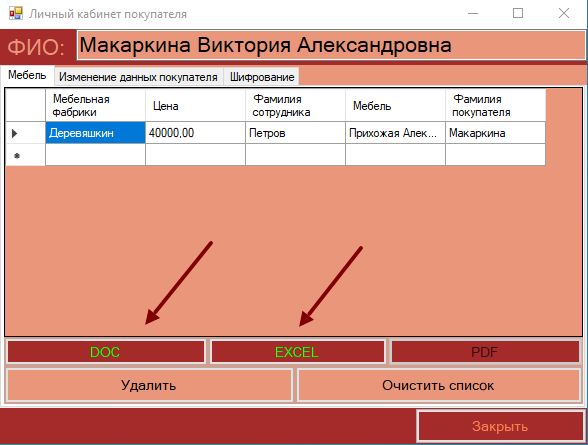 Личный кабинет покупателя
ФИО: Макаркина Виктория Александровна
Мебель Изменение данных покупателя Шифрование
Мебельная фабрики Цена Фамилия сотрудника Мебель Фамилия покупателя
Деревяшкин 40000,00 Петров Прихожая Алек... Макаркина
DOC EXCEL PDF
Удалить Очистить список
Закрыть